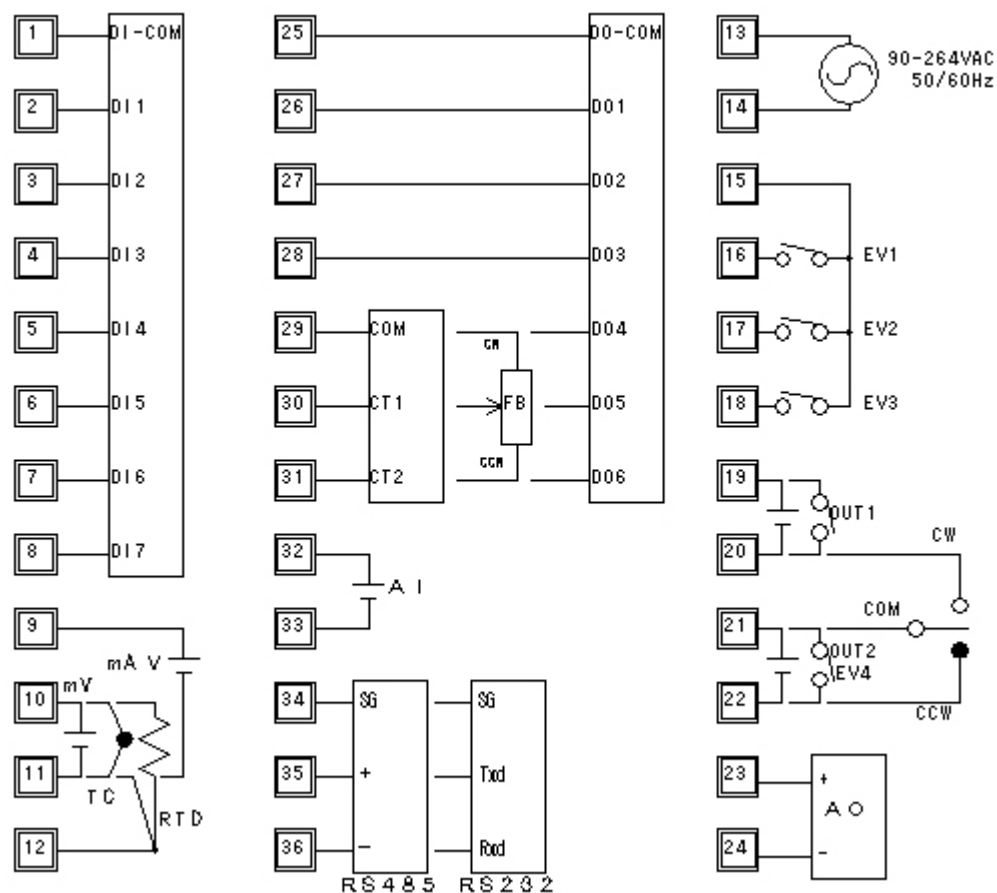 1 DI-COM
2 DI1
3 DI2
4 DI3
5 DI4
6 DI5
7 DI6
8 DI7
9
mA V
10 mV
11
TC
RTD
12
25 DO-COM
26 DO1
27 DO2
28 DO3
29 COM CW DO4
30 CT1 FB DO5
31 CT2 CCW DO6
32
AI
33
34 SG SG
35 + Txd
36 - Rxd
RS485 RS232
13
90-264VAC
50/60Hz
14
15
16 EV1
17 EV2
18 EV3
19
OUT1
20 CW
COM
21
OUT2
EV4
22 CCW
23 +
AO
24 -